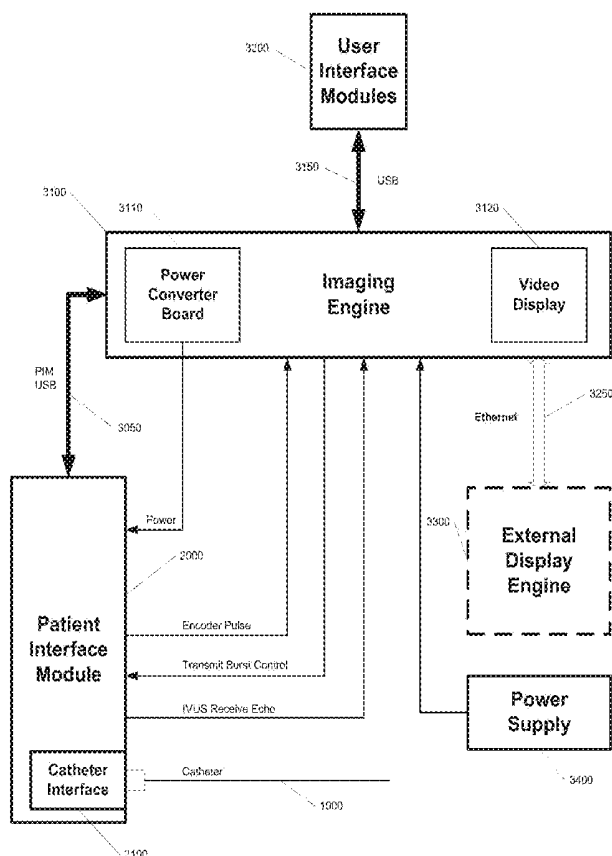 3200
User
Interface
Modules
3150
USB
3100
3110
3120
Power
Converter
Board
Imaging
Engine
Video
Display
PIM
USB
3050
Ethernet
3250
Power
2000
3300
External
Display
Engine
Patient
Interface
Module
Encoder Pulse
Transmit Burst Control
IVUS Receive Echo
Power
Supply
3400
Catheter
Interface
Catheter
1000
2100